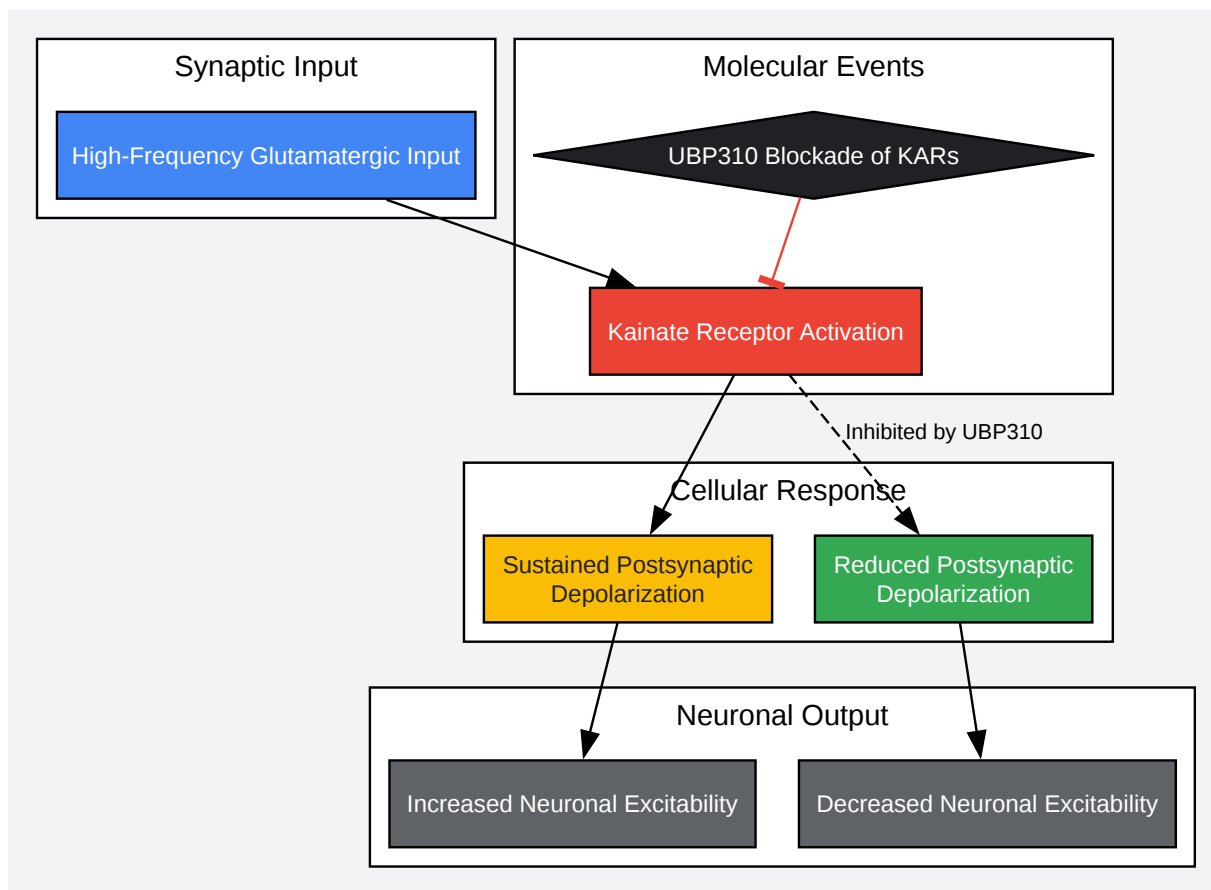 Synaptic Input
High-Frequency Glutamatergic Input
Molecular Events
UBP310 Blockade of KARs
Kainate Receptor Activation
Inhibited by UBP310
Cellular Response
Sustained Postsynaptic
Depolarization
Reduced Postsynaptic
Depolarization
Neuronal Output
Increased Neuronal Excitability
Decreased Neuronal Excitability